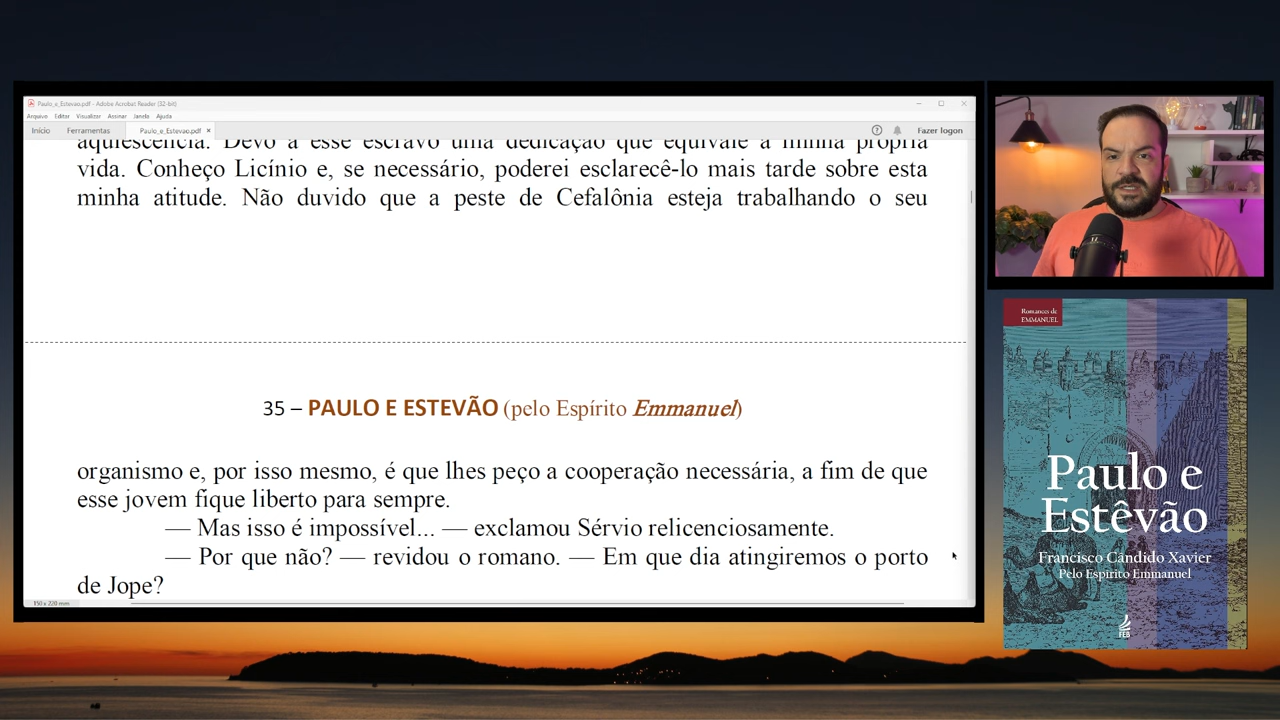 Paulo_e_Estevao.pdf - Adobe Acrobat Reader (32-bit)
Arquivo Editar Visualizar Assinar Janela Ajuda
Início Ferramentas Paulo_e_Estevao.pdf × Fazer logon
aquiescência. Devo a esse escravo uma dedicação que equivale à minha própria
vida. Conheço Licínio e, se necessário, poderei esclarecê-lo mais tarde sobre esta
minha atitude. Não duvido que a peste de Cefalônia esteja trabalhando o seu
35 – PAULO E ESTEVÃO (pelo Espírito Emmanuel)
organismo e, por isso mesmo, é que lhes peço a cooperação necessária, a fim de que
esse jovem fique liberto para sempre.
— Mas isso é impossível... — exclamou Sérvio relicenciosamente.
— Por que não? — revidou o romano. — Em que dia atingiremos o porto
de Jope?
150 x 220 mm
Romances de
EMMANUEL
Paulo e
Estêvão
Francisco Cândido Xavier
Pelo Espírito Emmanuel
FEB